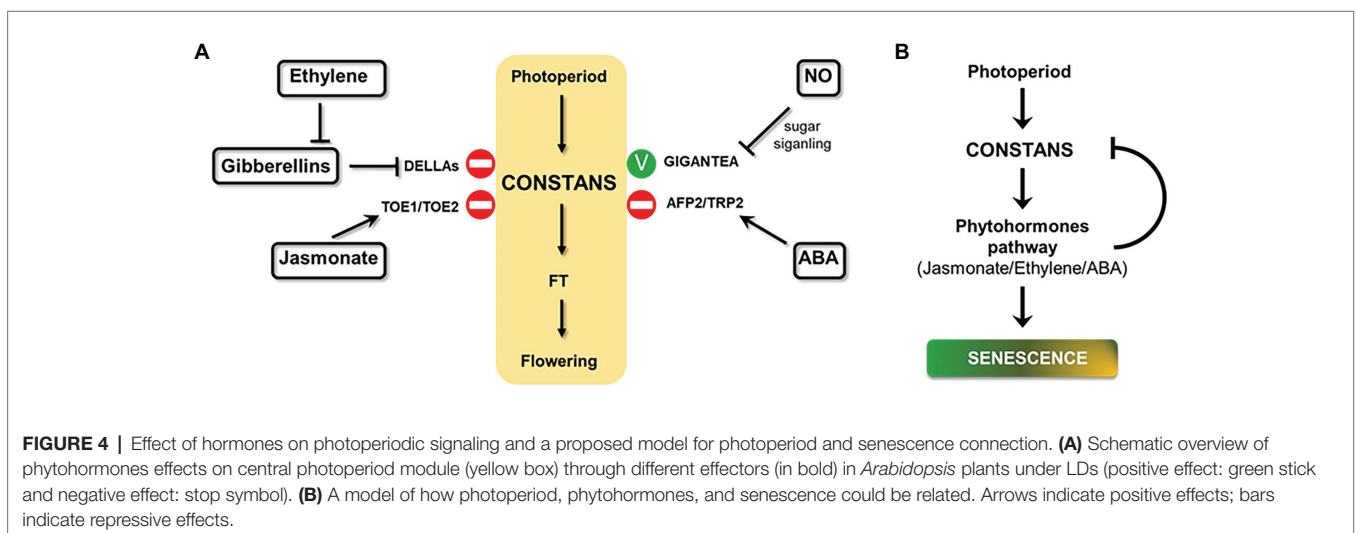 A
Ethylene
Gibberellins
DELLAs
TOE1/TOE2
Jasmonate
Photoperiod
CONSTANS
FT
Flowering
NO
sugar
siganling
V
GIGANTEA
AFP2/TRP2
ABA
B
Photoperiod
CONSTANS
Phytohormones
pathway
(Jasmonate/Ethylene/ABA)
SENESCENCE
FIGURE 4 | Effect of hormones on photoperiodic signaling and a proposed model for photoperiod and senescence connection. (A) Schematic overview of
phytohormones effects on central photoperiod module (yellow box) through different effectors (in bold) in Arabidopsis plants under LDs (positive effect: green stick
and negative effect: stop symbol). (B) A model of how photoperiod, phytohormones, and senescence could be related. Arrows indicate positive effects; bars
indicate repressive effects.